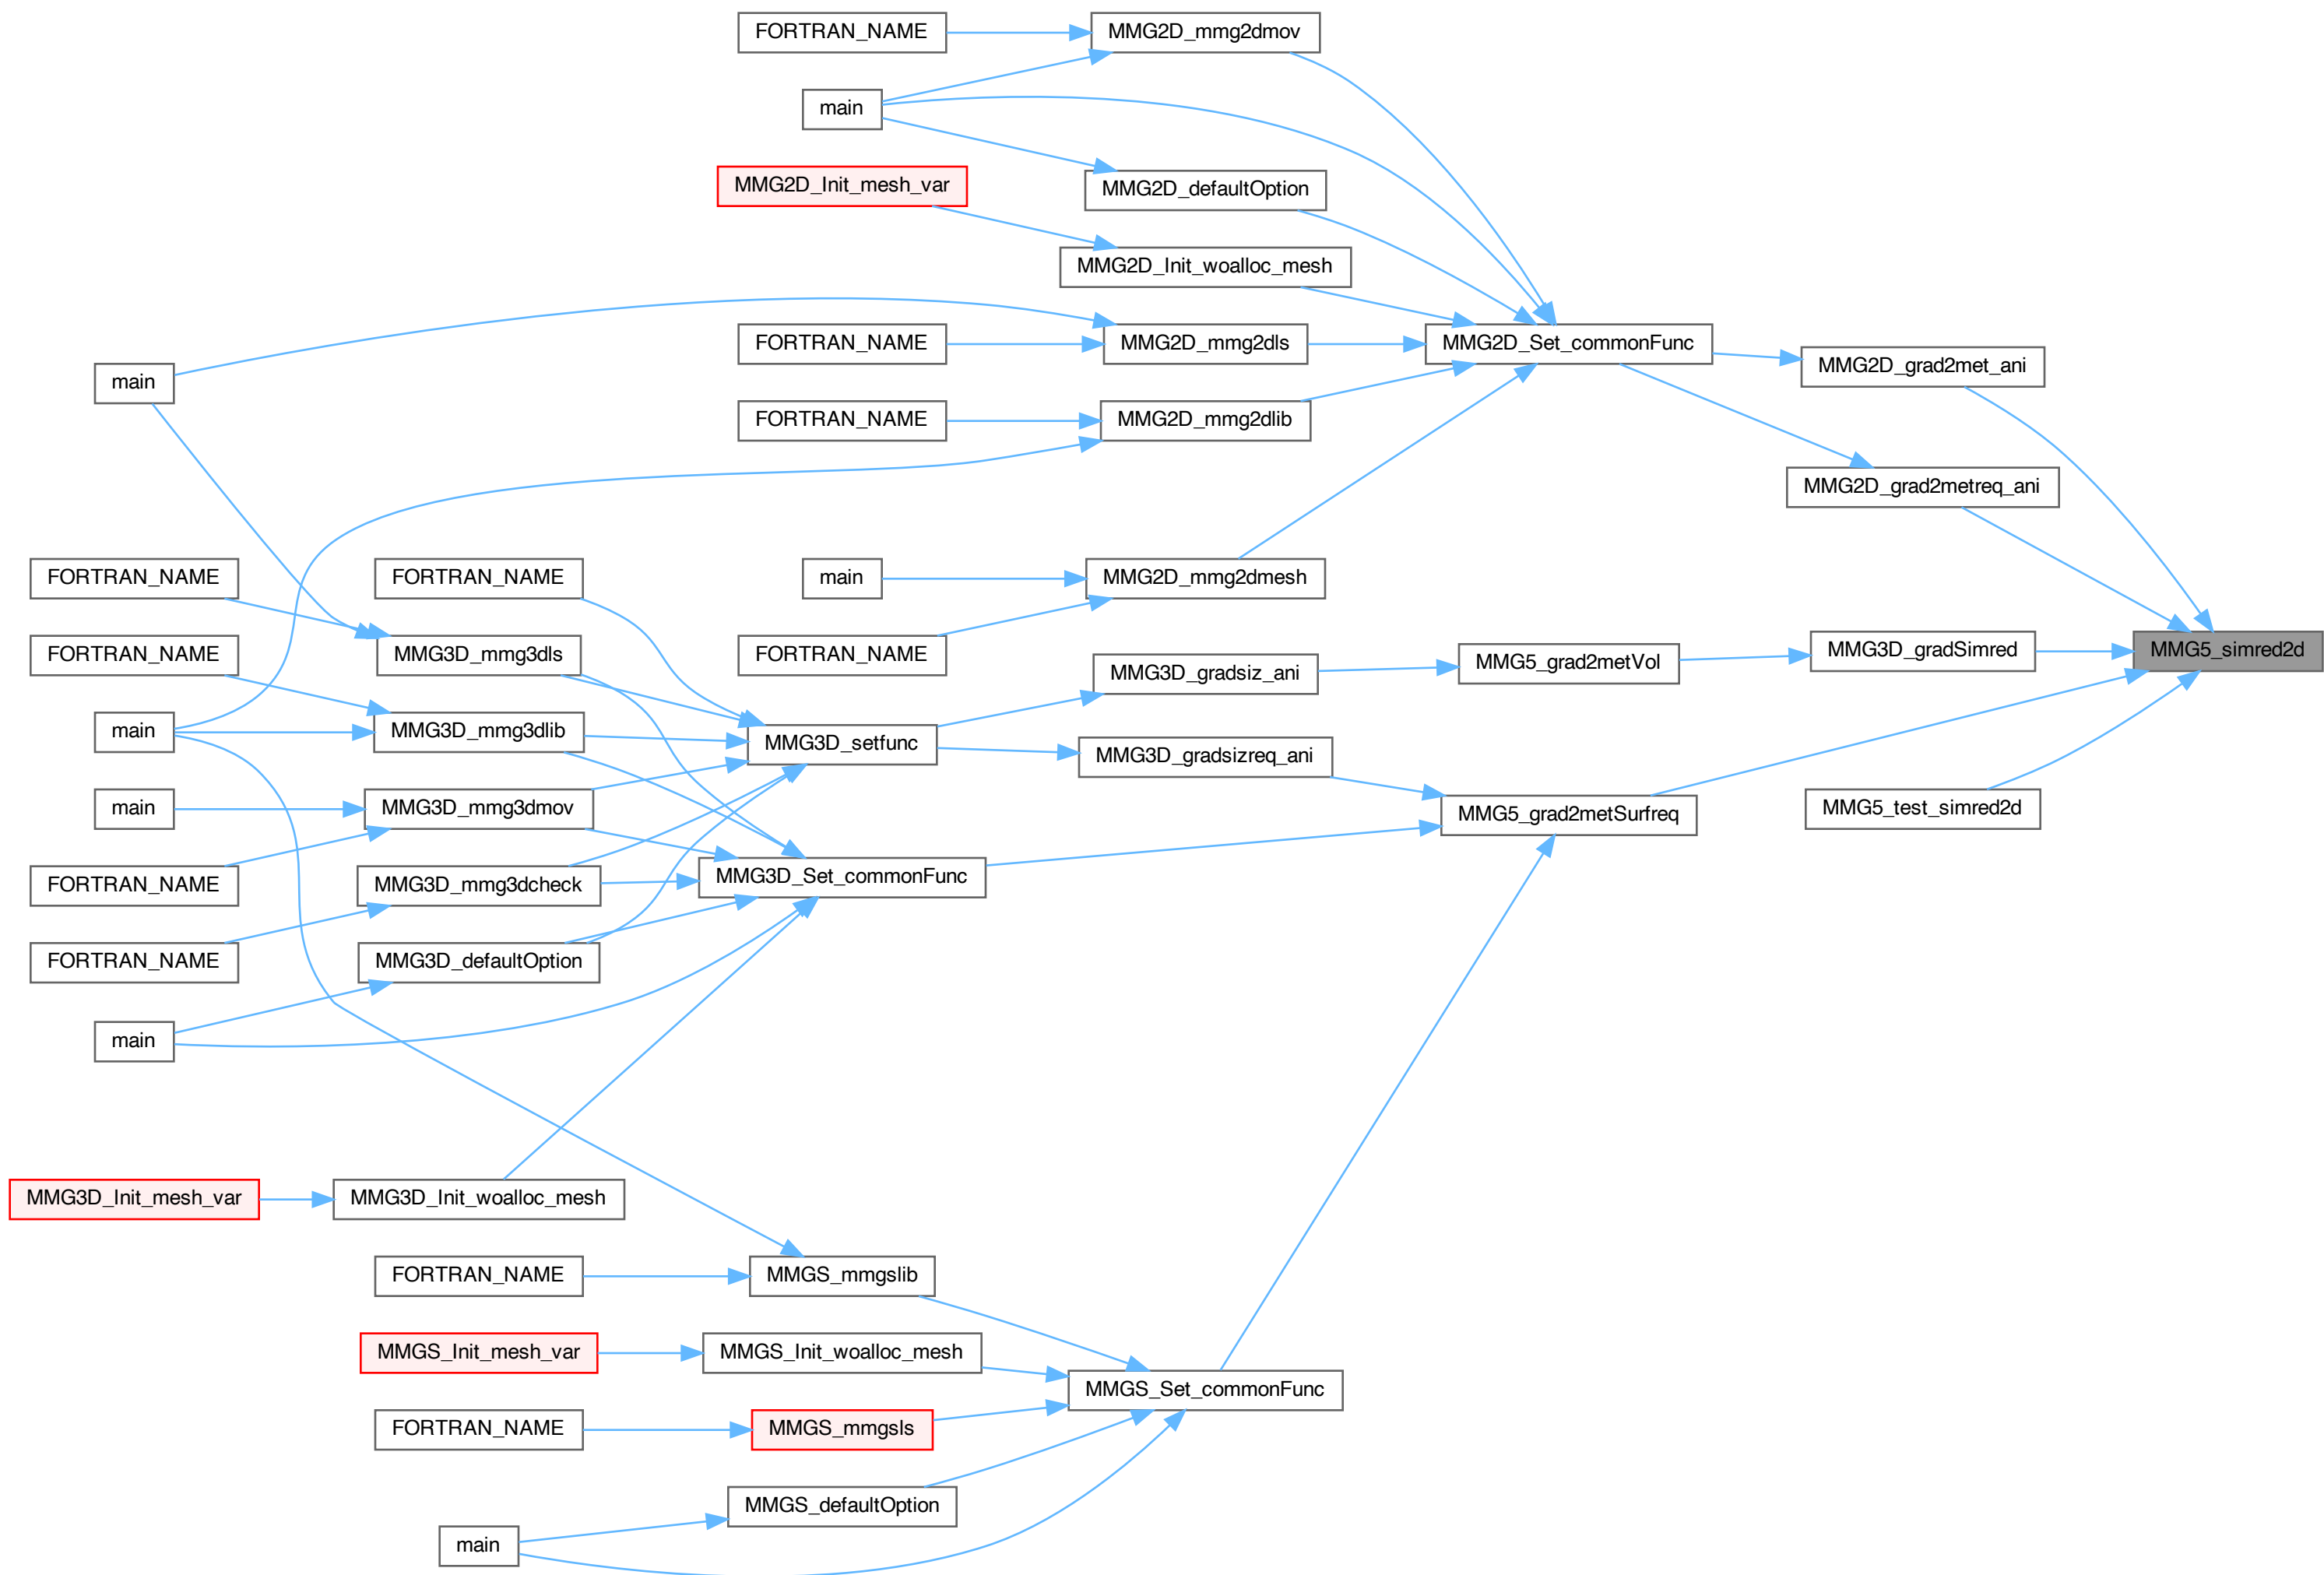 FORTRAN_NAME
MMG2D_mmg2dmov
main
MMG2D_Init_mesh_var
MMG2D_defaultOption
MMG2D_Init_woalloc_mesh
FORTRAN_NAME
MMG2D_mmg2dls
MMG2D_Set_commonFunc
MMG2D_grad2met_ani
main
FORTRAN_NAME
MMG2D_mmg2dlib
MMG2D_grad2metreq_ani
FORTRAN_NAME
FORTRAN_NAME
main
MMG2D_mmg2dmesh
FORTRAN_NAME
MMG3D_mmg3dls
FORTRAN_NAME
MMG3D_gradsiz_ani
MMG5_grad2metVol
MMG3D_gradSimred
MMG5_simred2d
main
MMG3D_mmg3dlib
MMG3D_setfunc
MMG3D_gradsizreq_ani
main
MMG3D_mmg3dmov
MMG5_grad2metSurfreq
MMG5_test_simred2d
FORTRAN_NAME
MMG3D_mmg3dcheck
MMG3D_Set_commonFunc
FORTRAN_NAME
MMG3D_defaultOption
main
MMG3D_Init_mesh_var
MMG3D_Init_woalloc_mesh
FORTRAN_NAME
MMGS_mmgslib
MMGS_Init_mesh_var
MMGS_Init_woalloc_mesh
MMGS_Set_commonFunc
FORTRAN_NAME
MMGS_mmgsls
MMGS_defaultOption
main